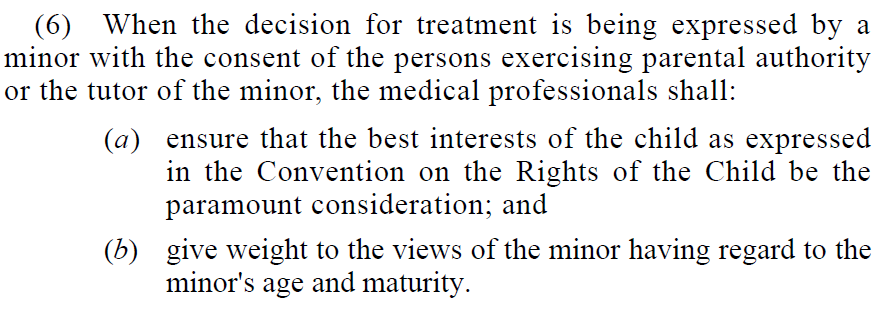 (6) When the decision for treatment is being expressed by a
minor with the consent of the persons exercising parental authority
or the tutor of the minor, the medical professionals shall:
(a) ensure that the best interests of the child as expressed
in the Convention on the Rights of the Child be the
paramount consideration; and
(b) give weight to the views of the minor having regard to the
minor's age and maturity.